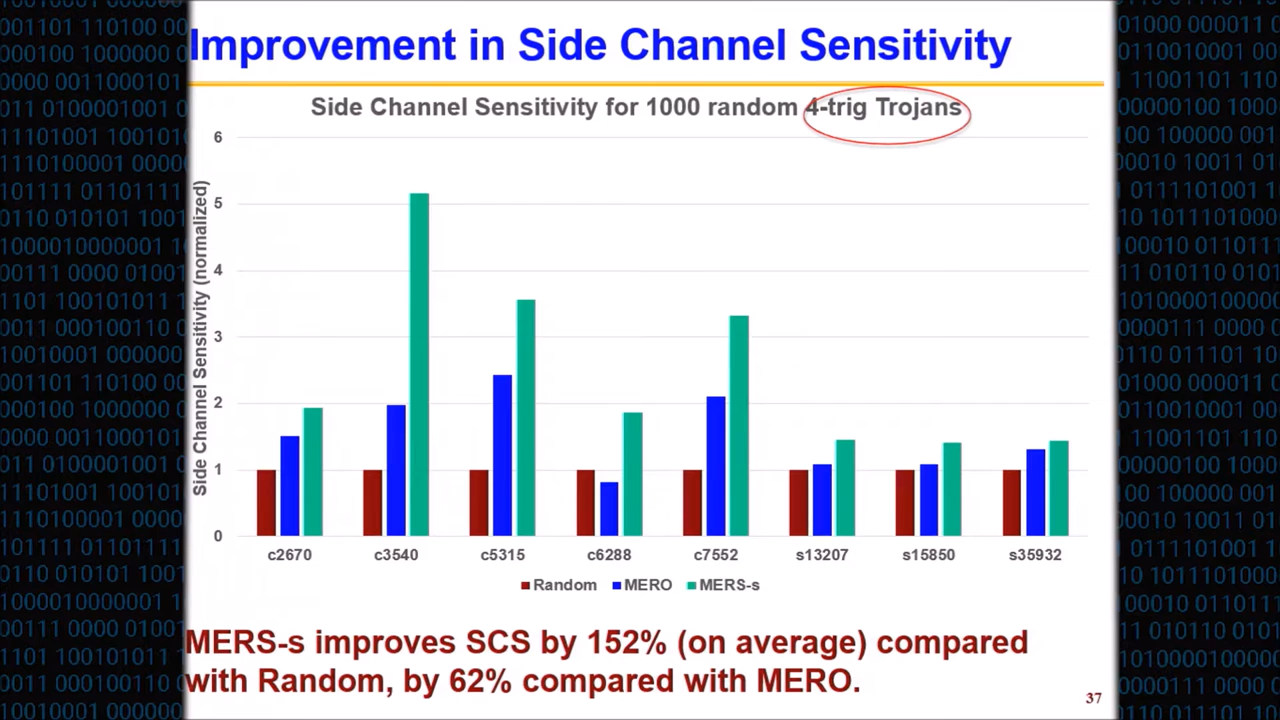 Improvement in Side Channel Sensitivity
Side Channel Sensitivity for 1000 random 4-trig Trojans
Side Channel Sensitivity (normalized)
6
5
4
3
2
1
0
c2670 c3540 c5315 c6288 c7552 s13207 s15850 s35932
Random MERO MERS-s
MERS-s improves SCS by 152% (on average) compared
with Random, by 62% compared with MERO.
37